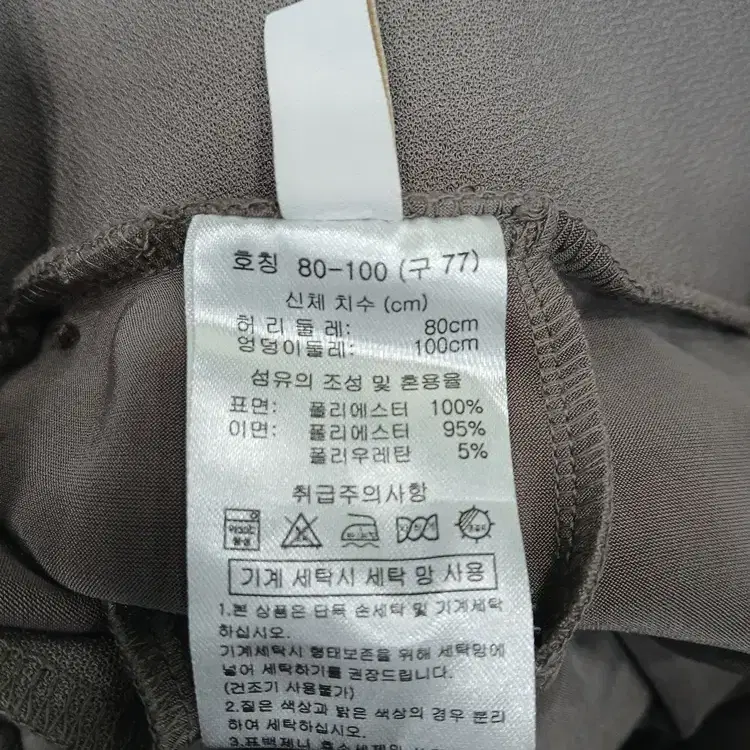 호칭 80-100 (구 77)
신체 치수 (cm)
허리둘레: 80cm
엉덩이둘레: 100cm
섬유의 조성 및 혼용율
표면: 폴리에스터 100%
이면: 폴리에스터 95%
폴리우레탄 5%
취급주의사항
기계 세탁시 세탁 망 사용
1.본 상품은 단독 손세탁 및 기계세탁
하십시오.
기계세탁시 형태보존을 위해 세탁망에
넣어 세탁하기를 권장드립니다.
(건조기 사용불가)
2.짙은 색상과 밝은 색상의 경우 분리
하여 세탁하십시오.
3.표백제나